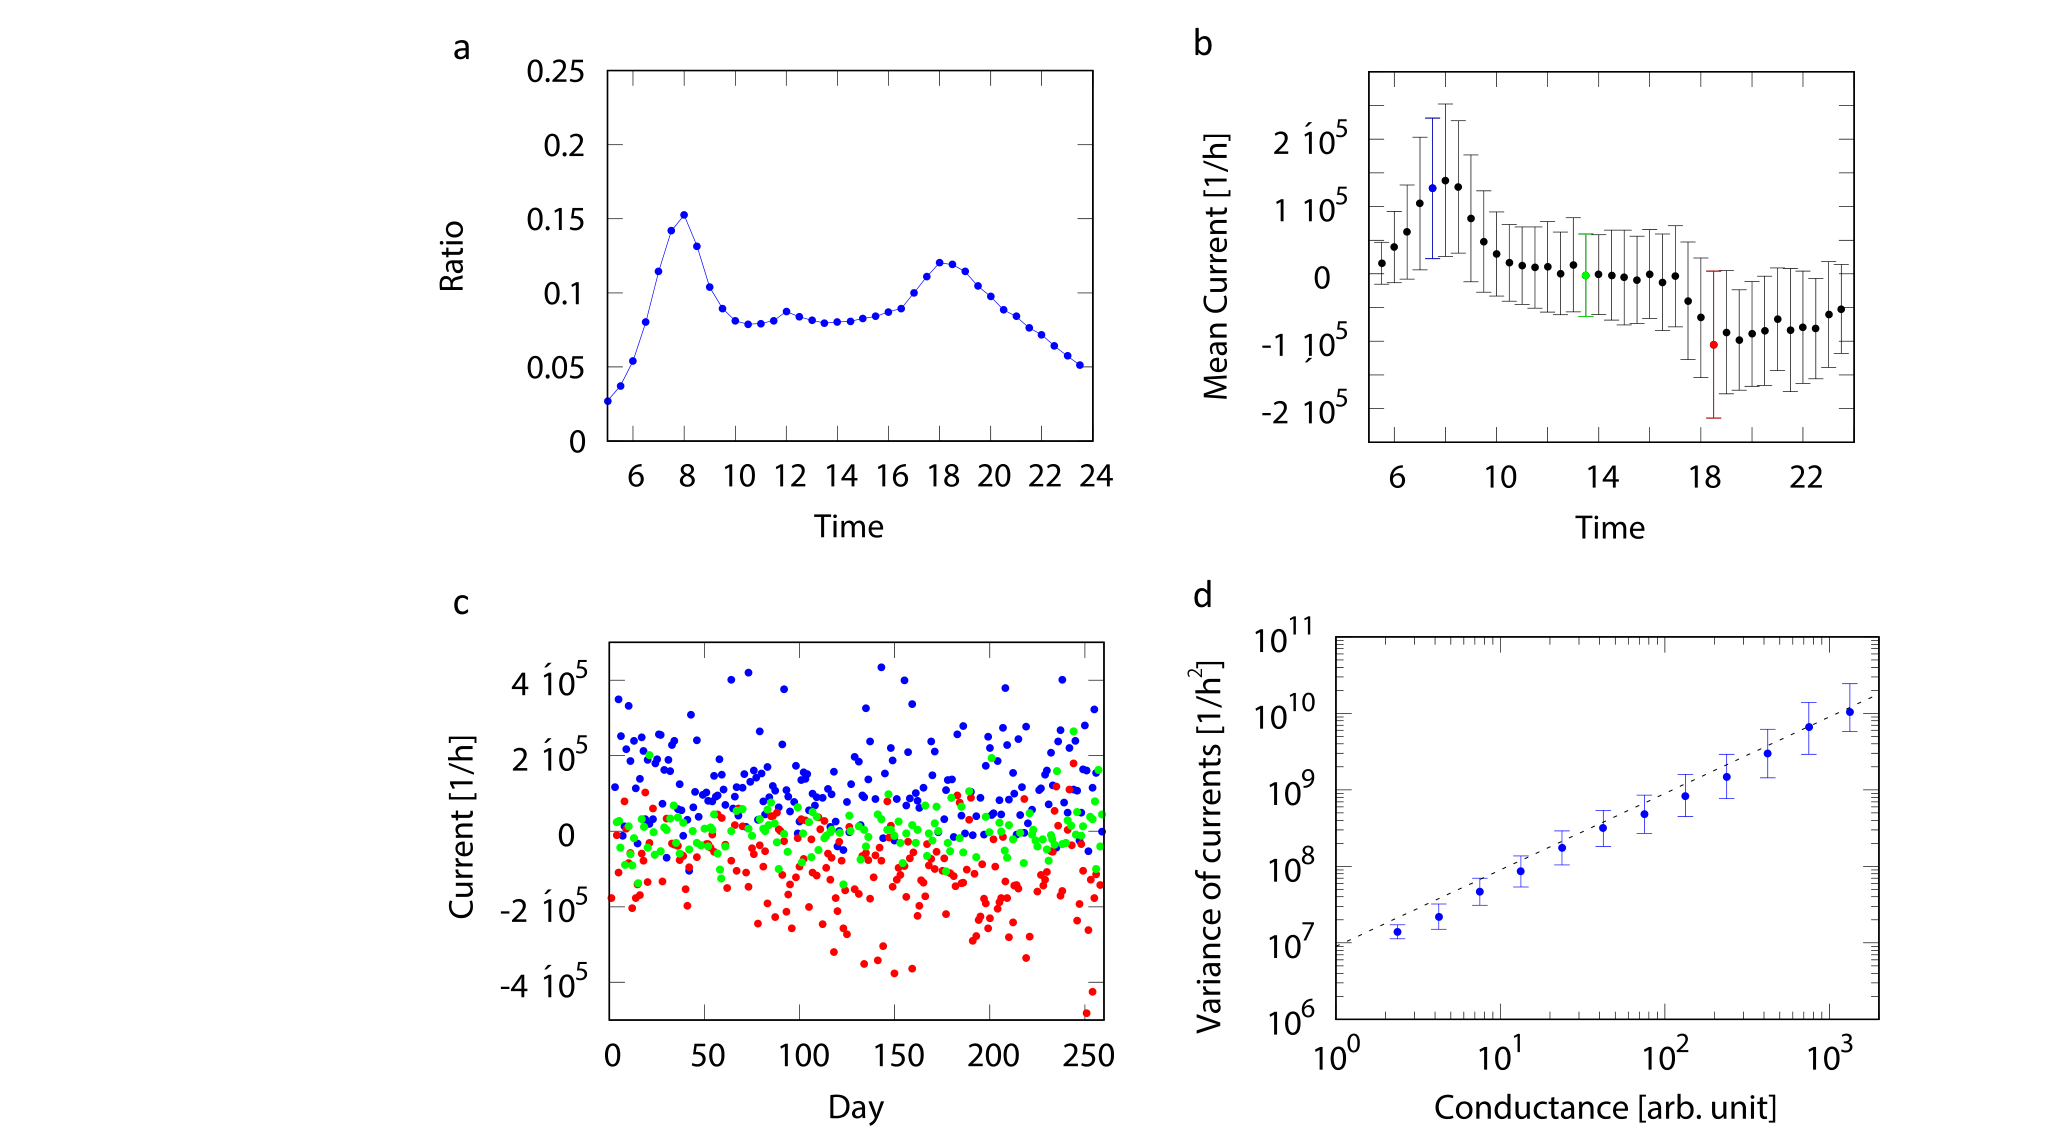 a
0.25
0.2
0.15
0.1
0.05
0
Ratio
6 8 10 12 14 16 18 20 22 24
Time
b
2 ´10^5
1 ´10^5
0
-1 ´10^5
-2 ´10^5
Mean Current [1/h]
6 10 14 18 22
Time
c
4 ´10^5
2 ´10^5
0
-2 ´10^5
-4 ´10^5
Current [1/h]
0 50 100 150 200 250
Day
d
10^11
10^10
10^9
10^8
10^7
10^6
Variance of currents [1/h^2]
10^0 10^1 10^2 10^3
Conductance [arb. unit]